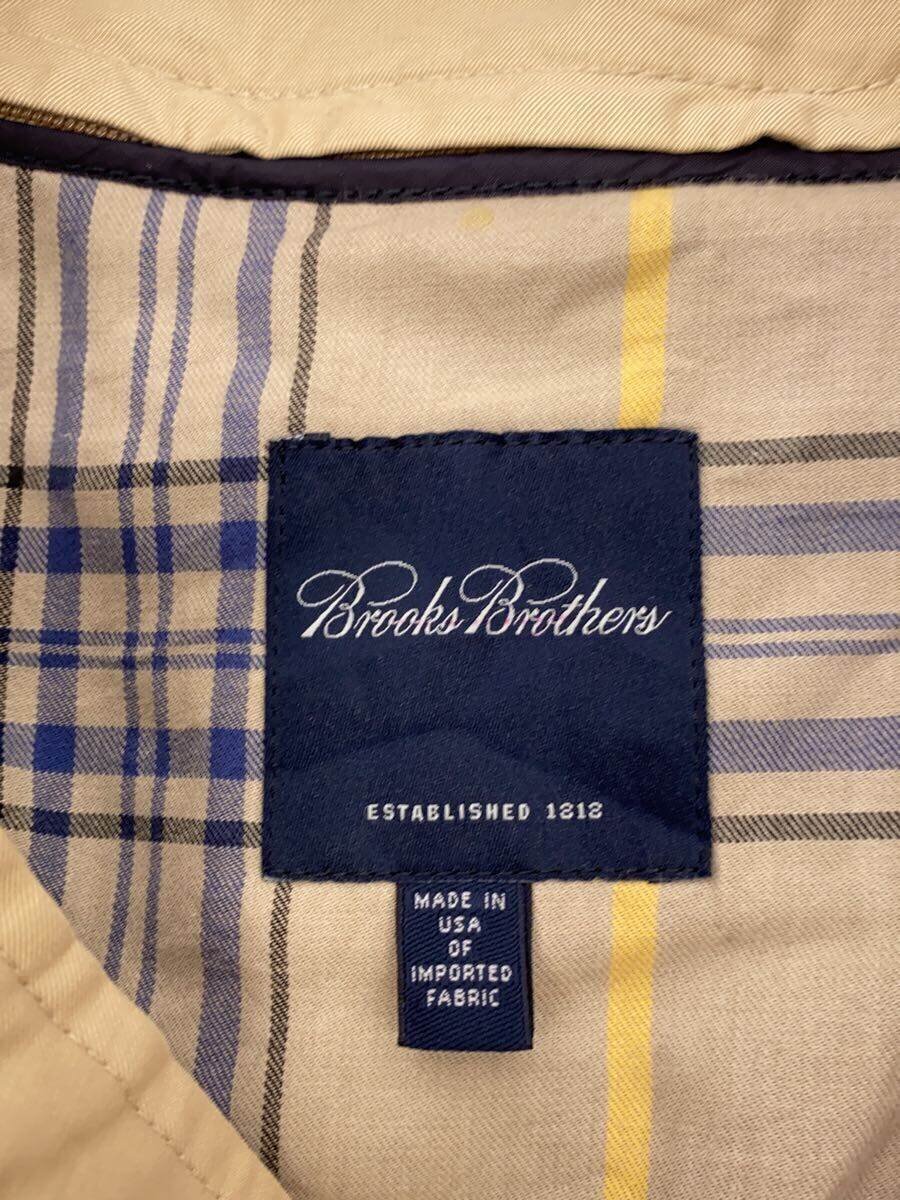 Brooks Brothers
ESTABLISHED 1818
MADE IN
USA
OF
IMPORTED
FABRIC